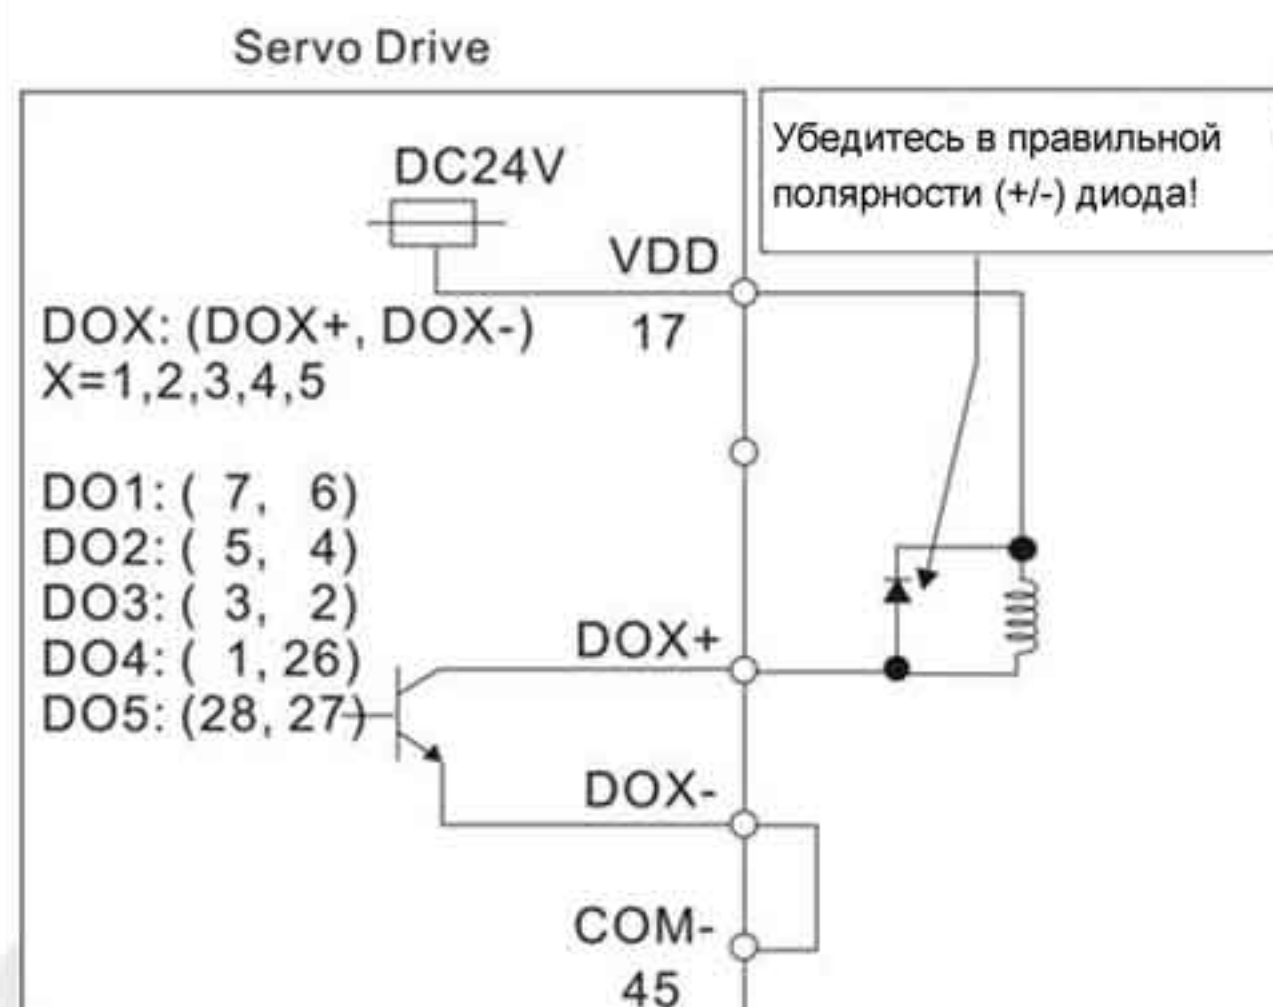 Servo Drive
DC24V
Убедитесь в правильной
полярности (+/-) диода!
VDD
17
DOX: (DOX+, DOX-)
X=1,2,3,4,5
DO1: ( 7, 6)
DO2: ( 5, 4)
DO3: ( 3, 2)
DO4: ( 1, 26)
DO5: (28, 27)
DOX+
DOX-
COM-
45